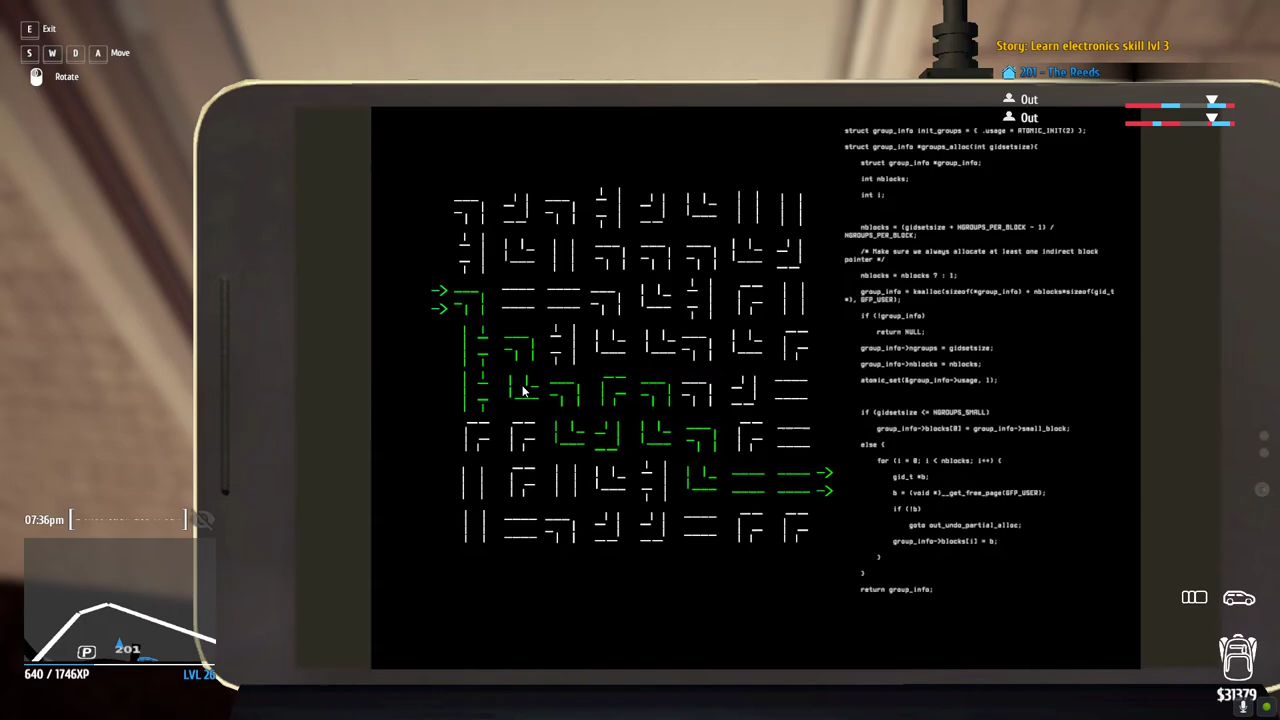 E Exit
S W D A Move
Rotate
Story: Learn electronics skill lvl 3
201 - The Reeds
Out
Out
struct group_info init_groups = { .usage = ATOMIC_INIT(2) };
struct group_info *groups_alloc(int gidsetsize){
struct group_info *group_info;
int nblocks;
int i;
nblocks = (gidsetsize + NGROUPS_PER_BLOCK - 1) /
NGROUPS_PER_BLOCK;
/* Make sure we always allocate at least one indirect block
pointer */
nblocks = nblocks ? : 1;
group_info = kmalloc(sizeof(*group_info) + nblocks*sizeof(gid_t
*), GFP_USER);
if (!group_info)
return NULL;
group_info->ngroups = gidsetsize;
group_info->nblocks = nblocks;
atomic_set(&group_info->usage, 1);
if (gidsetsize <= NGROUPS_SMALL)
group_info->blocks[0] = group_info->small_block;
else {
for (i = 0; i < nblocks; i++) {
gid_t *b;
b = (void *)__get_free_page(GFP_USER);
if (!b)
goto out_undo_partial_alloc;
group_info->blocks[i] = b;
}
}
return group_info;
07:36pm
P
201
640 / 1746XP
LVL 26
$31379